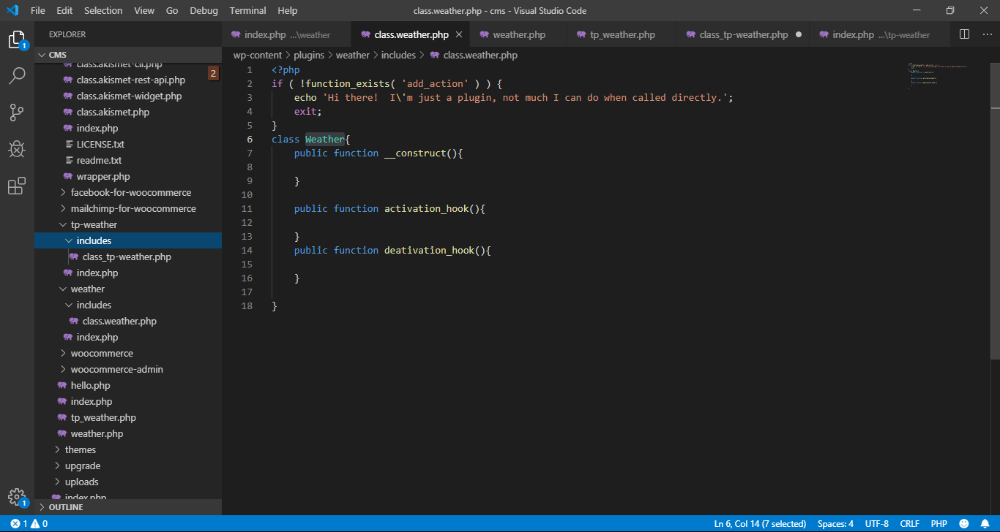 File Edit Selection View Go Debug Terminal Help class.weather.php - cms - Visual Studio Code
EXPLORER
CMS
class.akismet-cli.php
2
class.akismet-rest-api.php
class.akismet-widget.php
class.akismet.php
index.php
LICENSE.txt
readme.txt
wrapper.php
facebook-for-woocommerce
mailchimp-for-woocommerce
tp-weather
includes
class_tp-weather.php
index.php
weather
includes
class.weather.php
index.php
woocommerce
woocommerce-admin
hello.php
index.php
tp_weather.php
weather.php
themes
upgrade
uploads
index.php
OUTLINE
1
1
index.php ...\weather class.weather.php weather.php tp_weather.php class_tp-weather.php index.php ...\tp-weather
wp-content > plugins > weather > includes > class.weather.php
1 <?php
2 if ( !function_exists( 'add_action' ) ) {
3 echo 'Hi there!  I\'m just a plugin, not much I can do when called directly.';
4 exit;
5 }
6 class Weather{
7 public function __construct(){
8
9 }
10
11 public function activation_hook(){
12
13 }
14 public function deativation_hook(){
15
16 }
17
18 }
1 0 Ln 6, Col 14 (7 selected) Spaces: 4 UTF-8 CRLF PHP